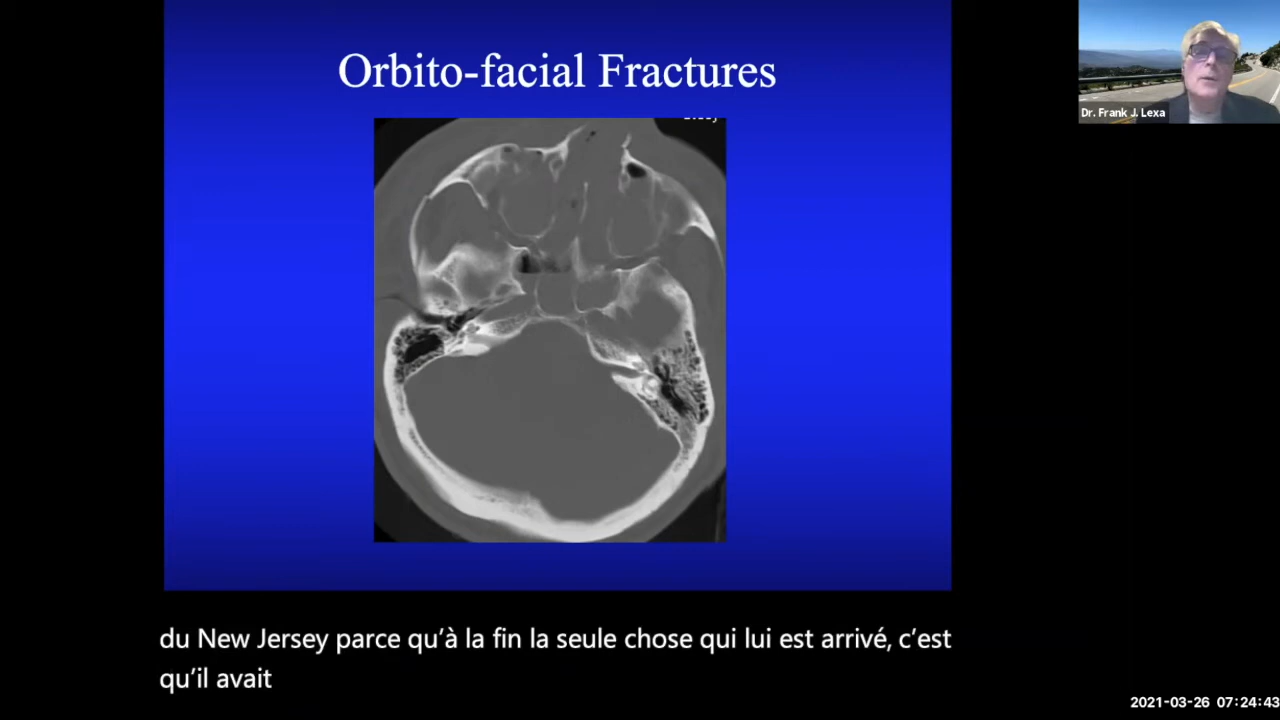 Orbito-facial Fractures
Dr. Frank J. Lexa
du New Jersey parce qu’à la fin la seule chose qui lui est arrivé, c’est
qu’il avait
2021-03-26 07:24:43